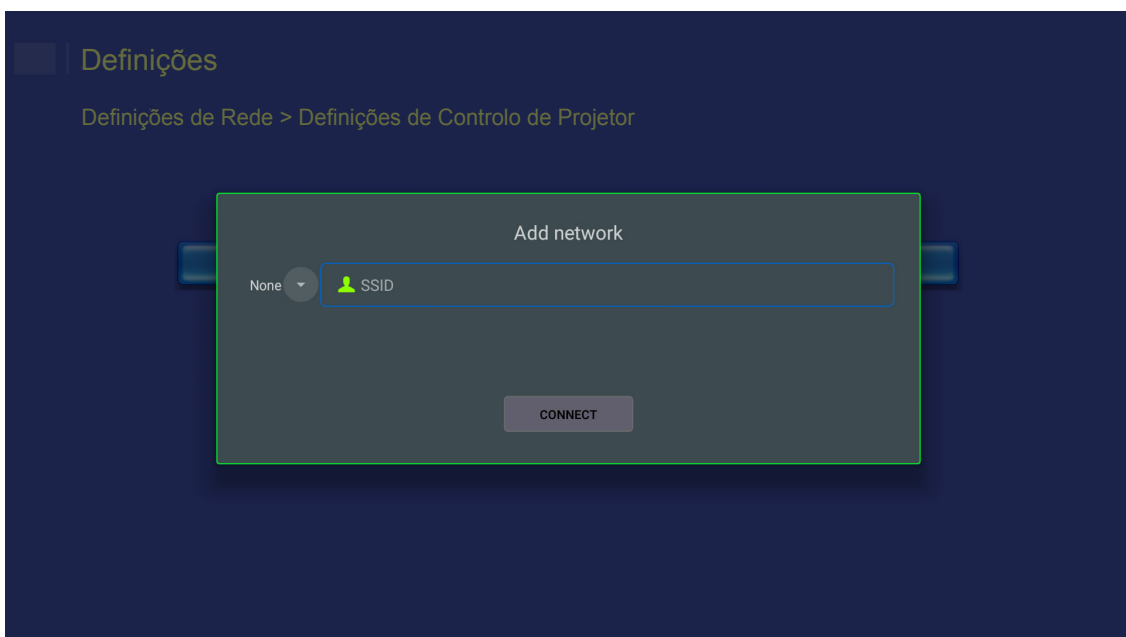 Definições
Definições de Rede > Definições de Controlo de Projetor
Add network
None
SSID
CONNECT